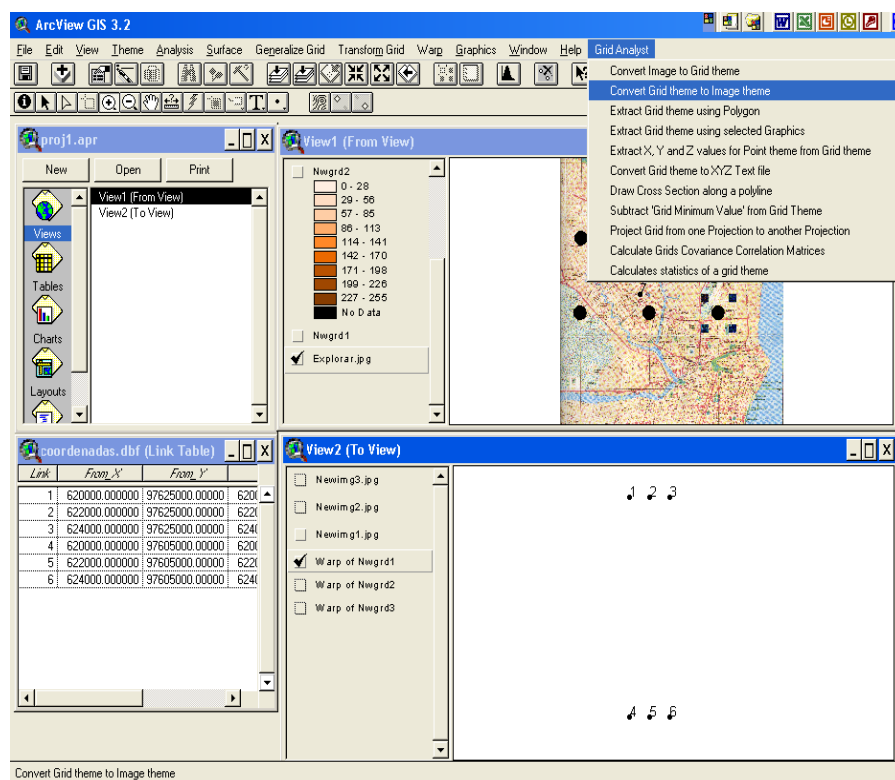 ArcView GIS 3.2
File Edit View Theme Analysis Surface Generalize Grid Transform Grid Warp Graphics Window Help Grid Analyst
Convert Image to Grid theme
Convert Grid theme to Image theme
Extract Grid theme using Polygon
Extract Grid theme using selected Graphics
Extract X, Y and Z values for Point theme from Grid theme
Convert Grid theme to XYZ Text file
Draw Cross Section along a polyline
Subtract 'Grid Minimum Value' from Grid Theme
Project Grid from one Projection to another Projection
Calculate Grids Covariance Correlation Matrices
Calculates statistics of a grid theme
proj1.apr
New Open Print
View1 (From View)
View2 (To View)
Views
Tables
Charts
Layouts
View1 (From View)
Nwgrd2
0 - 28
29 - 56
57 - 85
86 - 113
114 - 141
142 - 170
171 - 198
199 - 226
227 - 255
No Data
Nwgrd1
Explorar.jpg
coordenadas.dbf (Link Table)
Link From_X' From_Y'
1 620000.000000 97625000.00000 620(
2 622000.000000 97625000.00000 622(
3 624000.000000 97625000.00000 624(
4 620000.000000 97605000.00000 620(
5 622000.000000 97605000.00000 622(
6 624000.000000 97605000.00000 624(
View2 (To View)
Newimg3.jpg
Newimg2.jpg
Newimg1.jpg
Warp of Nwgrd1
Warp of Nwgrd2
Warp of Nwgrd3
1 2 3
4 5 6
Convert Grid theme to Image theme